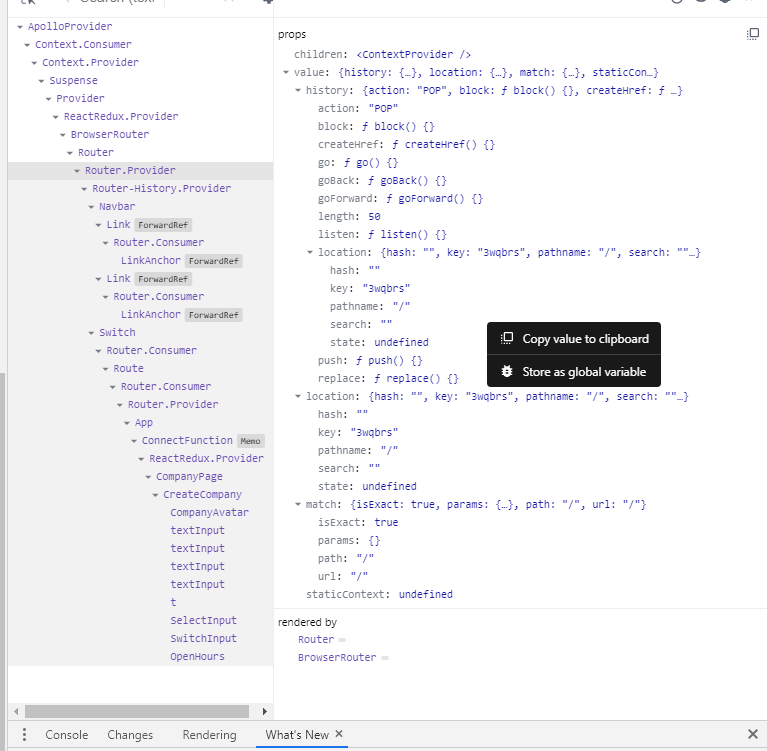 ApolloProvider
Context.Consumer
Context.Provider
Suspense
Provider
ReactRedux.Provider
BrowserRouter
Router
Router.Provider
Router-History.Provider
Navbar
Link ForwardRef
Router.Consumer
LinkAnchor ForwardRef
Link ForwardRef
Router.Consumer
LinkAnchor ForwardRef
Switch
Router.Consumer
Route
Router.Consumer
Router.Provider
App
ConnectFunction Memo
ReactRedux.Provider
CompanyPage
CreateCompany
CompanyAvatar
textInput
textInput
textInput
textInput
t
SelectInput
SwitchInput
OpenHours
props
children: <ContextProvider />
value: {history: {…}, location: {…}, match: {…}, staticCon…}
history: {action: "POP", block: ƒ block() {}, createHref: ƒ …}
action: "POP"
block: ƒ block() {}
createHref: ƒ createHref() {}
go: ƒ go() {}
goBack: ƒ goBack() {}
goForward: ƒ goForward() {}
length: 50
listen: ƒ listen() {}
location: {hash: "", key: "3wqbrs", pathname: "/", search: ""…}
hash: ""
key: "3wqbrs"
pathname: "/"
search: ""
state: undefined
push: ƒ push() {}
replace: ƒ replace() {}
location: {hash: "", key: "3wqbrs", pathname: "/", search: ""…}
hash: ""
key: "3wqbrs"
pathname: "/"
search: ""
state: undefined
match: {isExact: true, params: {…}, path: "/", url: "/"}
isExact: true
params: {}
path: "/"
url: "/"
staticContext: undefined
Copy value to clipboard
Store as global variable
rendered by
Router
BrowserRouter
Console Changes Rendering What's New